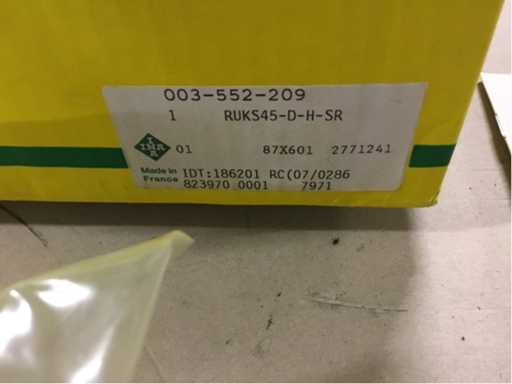 003-552-209
1 RUKS45-D-H-SR
INA
01 87X601 2771241
Made in France
IDT:186201 RC(07/0286
823970 0001 7971